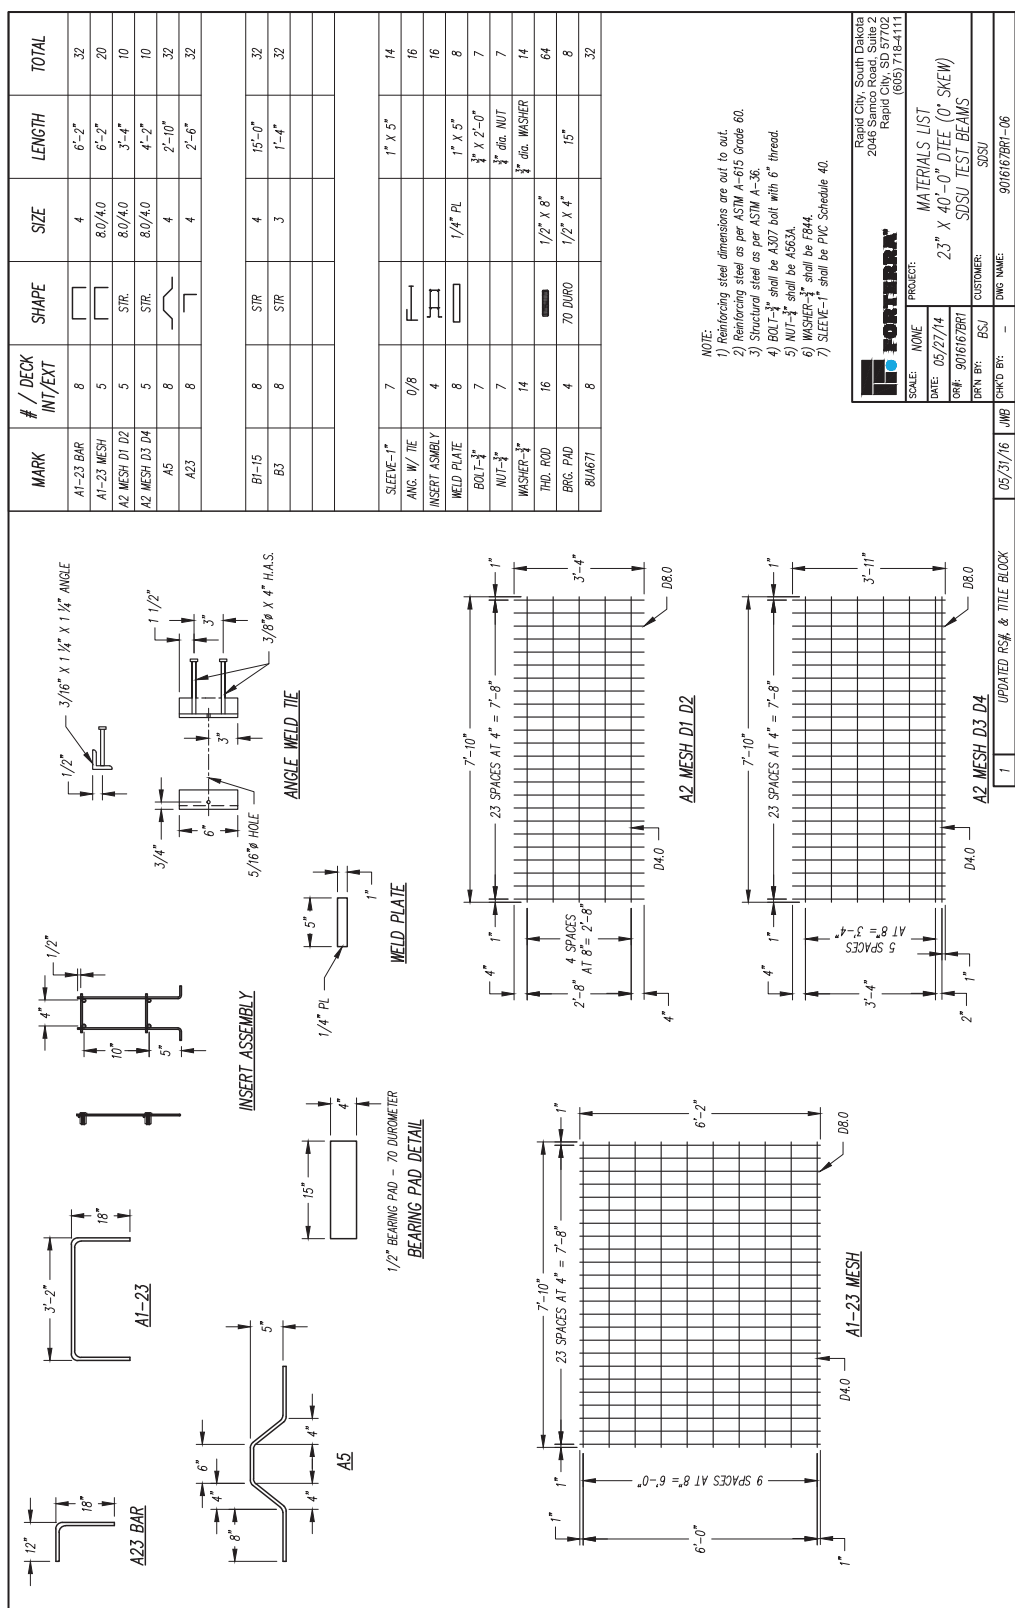 MARK # / DECK INT/EXT SHAPE SIZE LENGTH TOTAL
A1-23 BAR 8 4 6'-2" 32
A1-23 MESH 5 8.0/4.0 6'-2" 20
A2 MESH D1 D2 5 STR. 8.0/4.0 3'-4" 10
A2 MESH D3 D4 5 STR. 8.0/4.0 4'-2" 10
A5 8 4 2'-10" 32
A23 8 4 2'-6" 32
B1-15 8 STR 4 15'-0" 32
B3 8 STR 3 1'-4" 32
SLEEVE-1" 7 1" X 5" 14
ANG. W/ TIE 0/8 16
INSERT ASMBLY 4 16
WELD PLATE 8 1/4" PL 1" X 5" 8
BOLT-¾" 7 ¾" X 2'-0" 7
NUT-¾" 7 ¾" dia. NUT 7
WASHER-¾" 14 ¾" dia. WASHER 14
THD. ROD 16 1/2" X 8" 64
BRG. PAD 4 70 DURO 1/2" X 4" 15" 8
8UA671 8 32
NOTE:
1) Reinforcing steel dimensions are out to out.
2) Reinforcing steel as per ASTM A-615 Grade 60.
3) Structural steel as per ASTM A-36.
4) BOLT-¾" shall be A307 bolt with 6" thread.
5) NUT-¾" shall be A563A.
6) WASHER-¾" shall be F844.
7) SLEEVE-1" shall be PVC Schedule 40.
FORTERRA
Rapid City, South Dakota
2046 Samco Road, Suite 2
Rapid City, SD 57702
(605) 718-4111
SCALE: NONE
DATE: 05/27/14
OR#: 9016167BR1
DR'N BY: BSJ
CHK'D BY: -
PROJECT:
MATERIALS LIST
23" X 40'-0" DTEE (0° SKEW)
SDSU TEST BEAMS
CUSTOMER: SDSU
DWG NAME: 9016167BR1-06
1 UPDATED RS#, & TITLE BLOCK 05/31/16 JWB
12"
18"
A23 BAR
3'-2"
18"
A1-23
4"
1/2"
10"
5"
INSERT ASSEMBLY
1/2"
3/16" X 1 ¼" X 1 ¼" ANGLE
3/4"
6"
5/16"ø HOLE
3"
1 1/2"
3"
3/8"ø X 4" H.A.S.
ANGLE WELD TIE
8"
4"
6"
4"
4"
5"
A5
15"
4"
1/2" BEARING PAD - 70 DUROMETER
BEARING PAD DETAIL
5"
1"
1/4" PL
WELD PLATE
7'-10"
1"
23 SPACES AT 4" = 7'-8"
1"
1"
9 SPACES AT 8"= 6'-0"
6'-0"
1"
6'-2"
D4.0
D8.0
A1-23 MESH
7'-10"
1"
23 SPACES AT 4" = 7'-8"
1"
4"
4 SPACES
AT 8"= 2'-8"
2'-8"
4"
3'-4"
D4.0
D8.0
A2 MESH D1 D2
7'-10"
1"
23 SPACES AT 4" = 7'-8"
1"
4"
5 SPACES
AT 8 "= 3'-4"
3'-4"
1"
2"
3'-11"
D4.0
D8.0
A2 MESH D3 D4